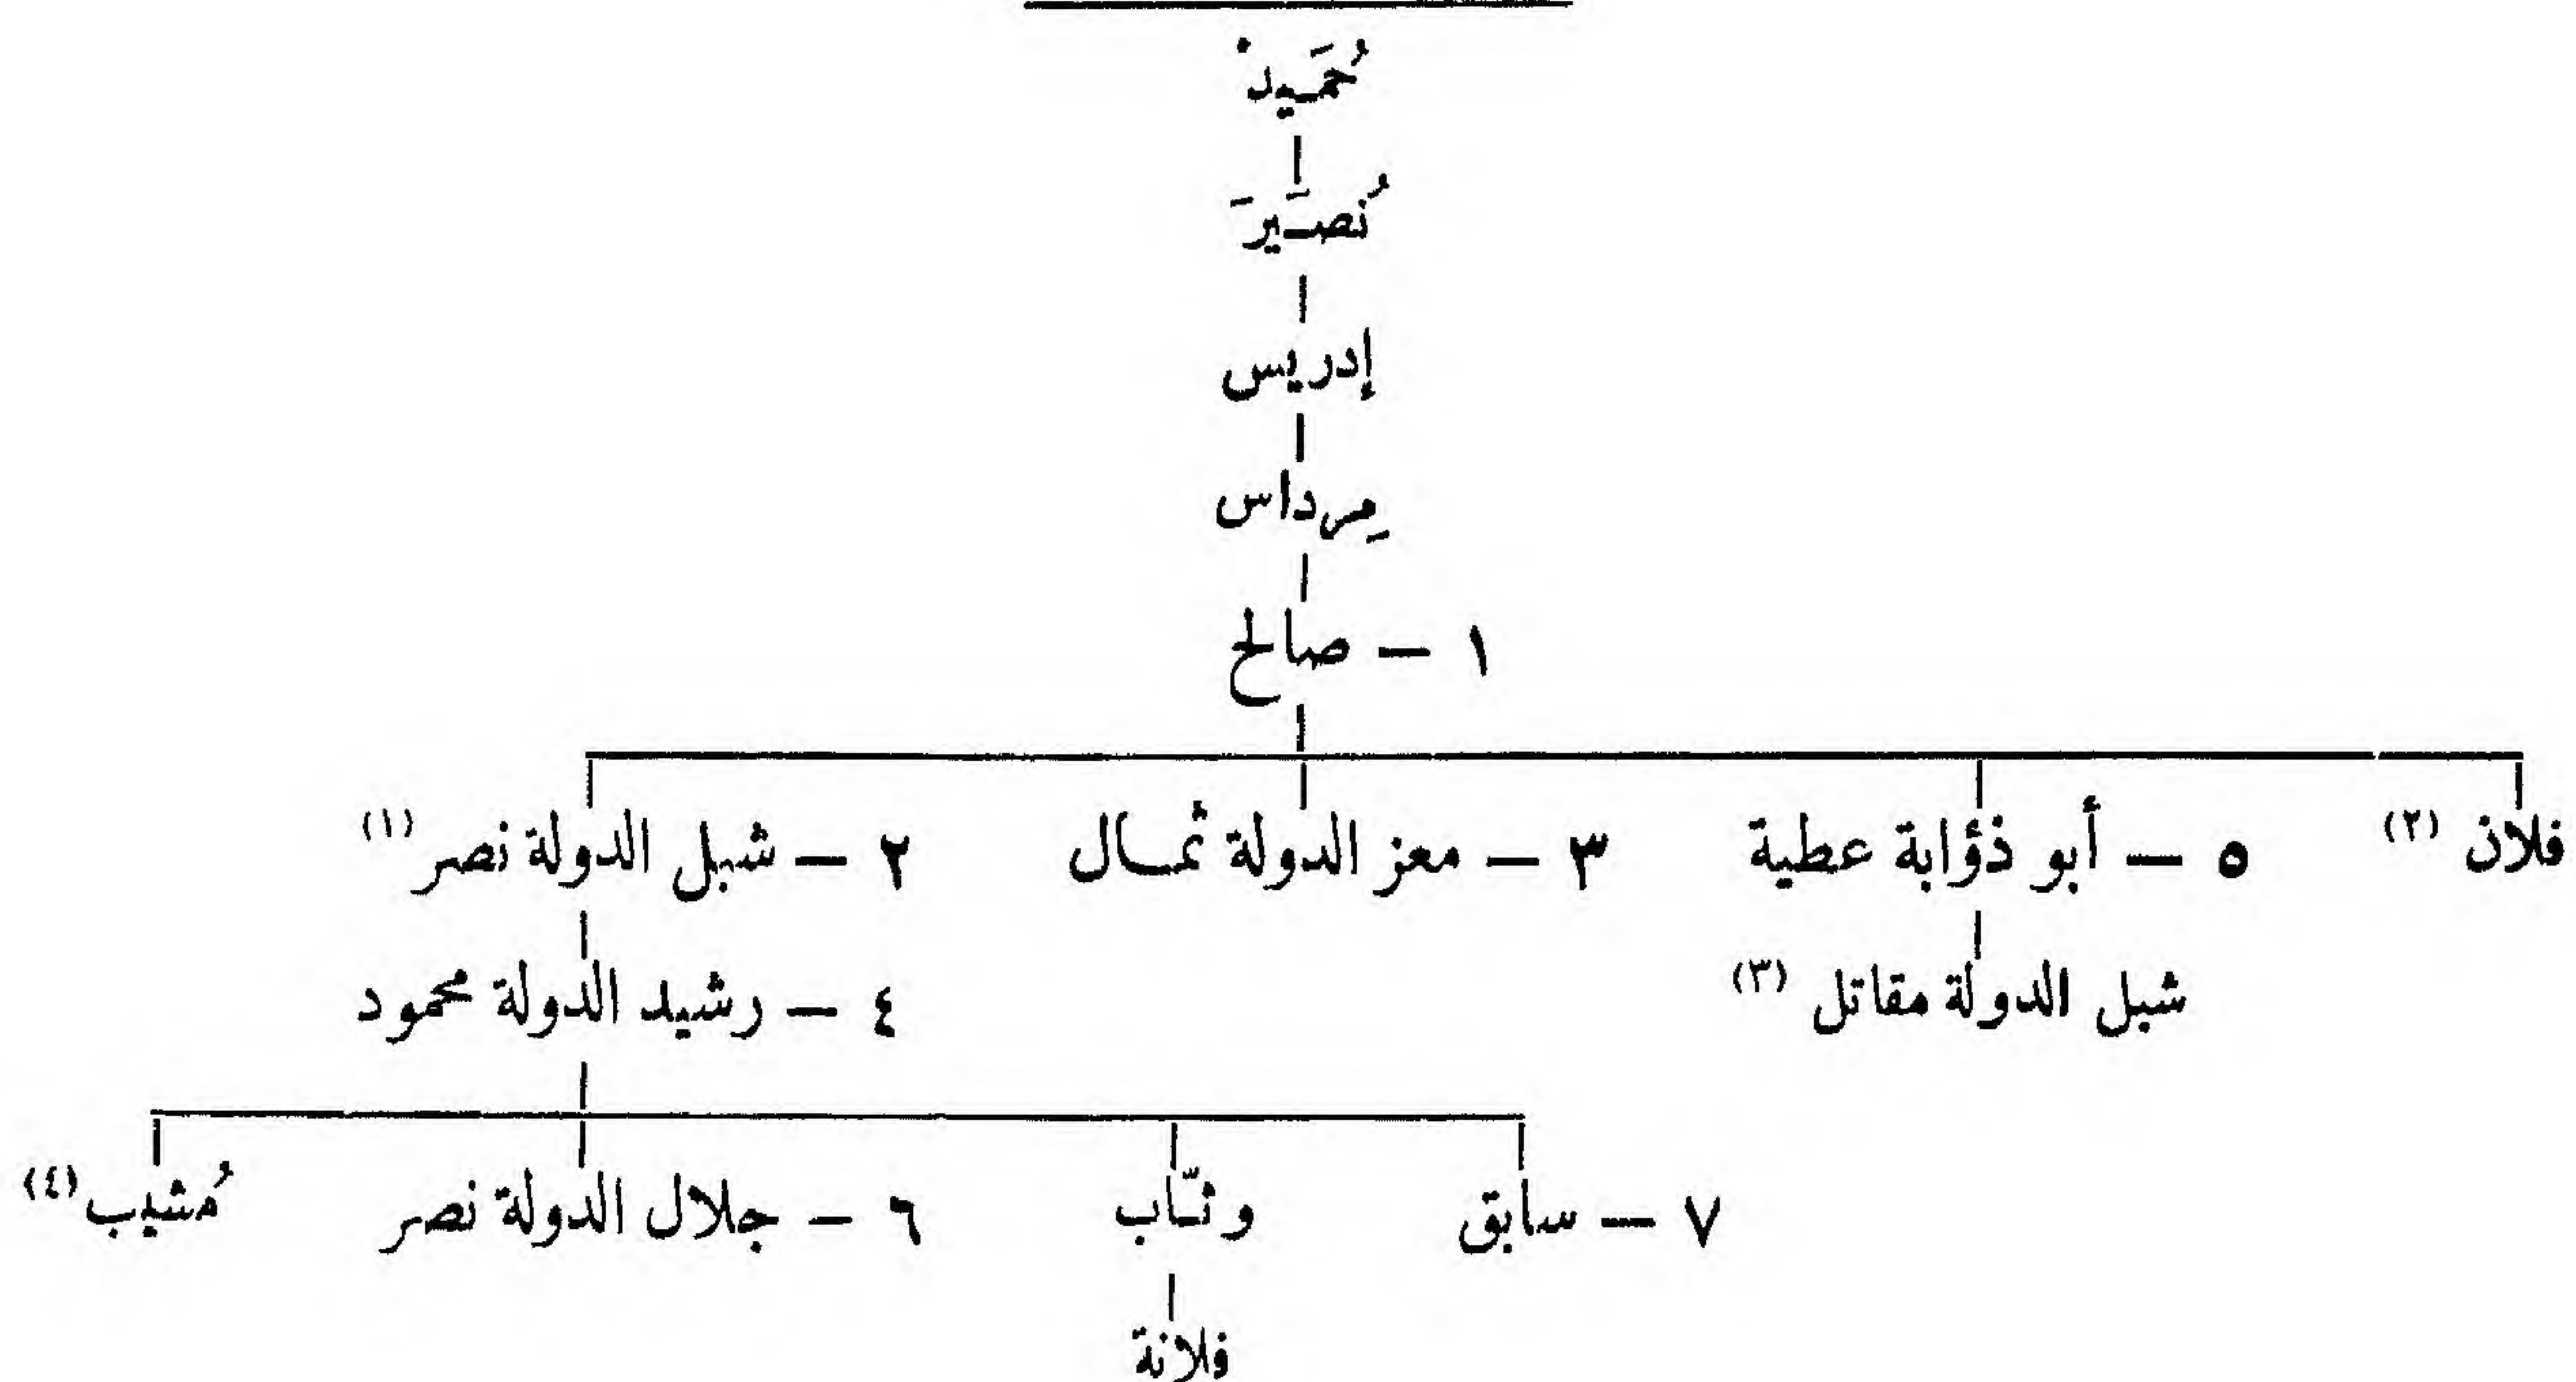 حُمَيد
نُصَيرَ
إدريس
مِرداس
١ — صالح
فلان (٢) ٥ — أبو ذؤابة عطية ٣ — معز الدولة ثمال ٢ — شبل الدولة نصر (١)
شبل الدولة مقاتل (٣) ٤ — رشيد الدولة محمود
٧ — سابق وثّاب ٦ — جلال الدولة نصر مُشيب (٤)
فلانة